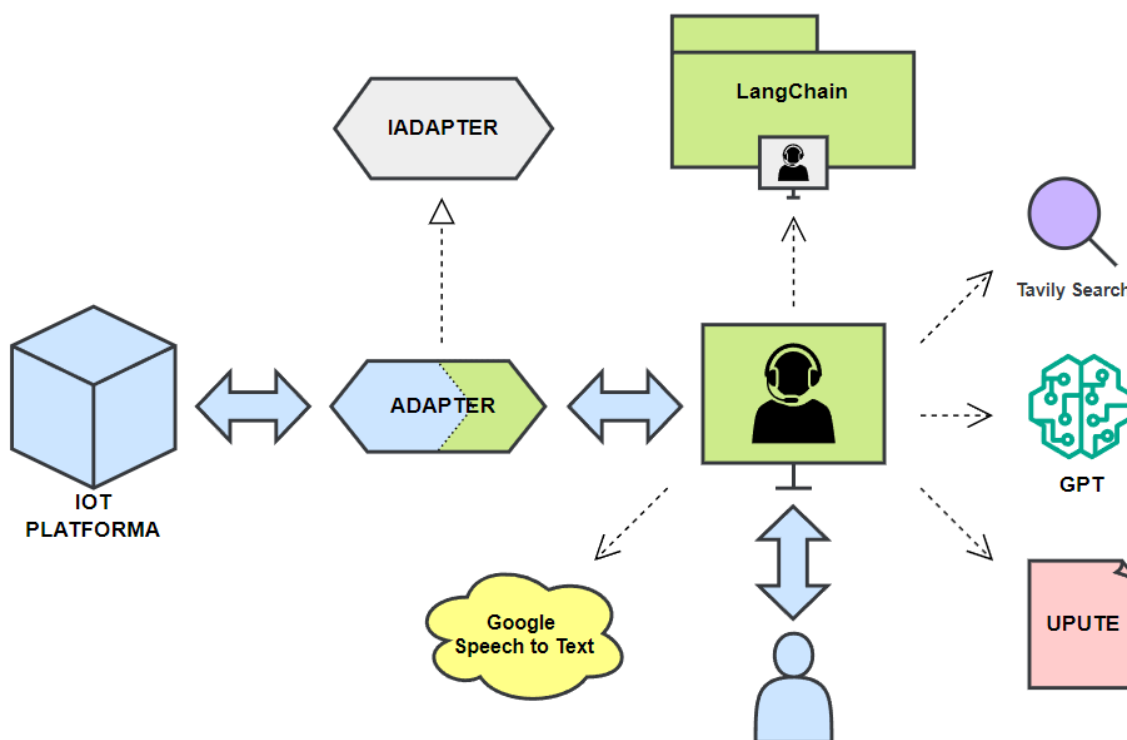 LangChain
IADAPTER
Tavily Search
ADAPTER
GPT
IOT
PLATFORMA
Google
Speech to Text
UPUTE